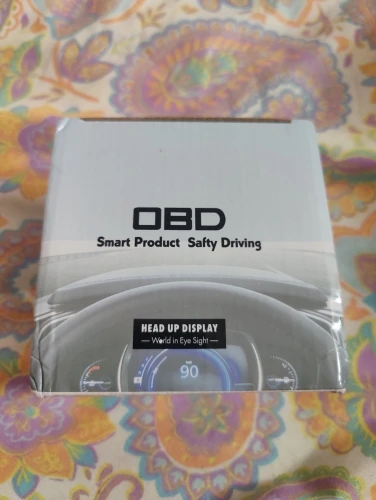 OBD
Smart Product Safty Driving
HEAD UP DISPLAY
— World in Eye Sight —
90